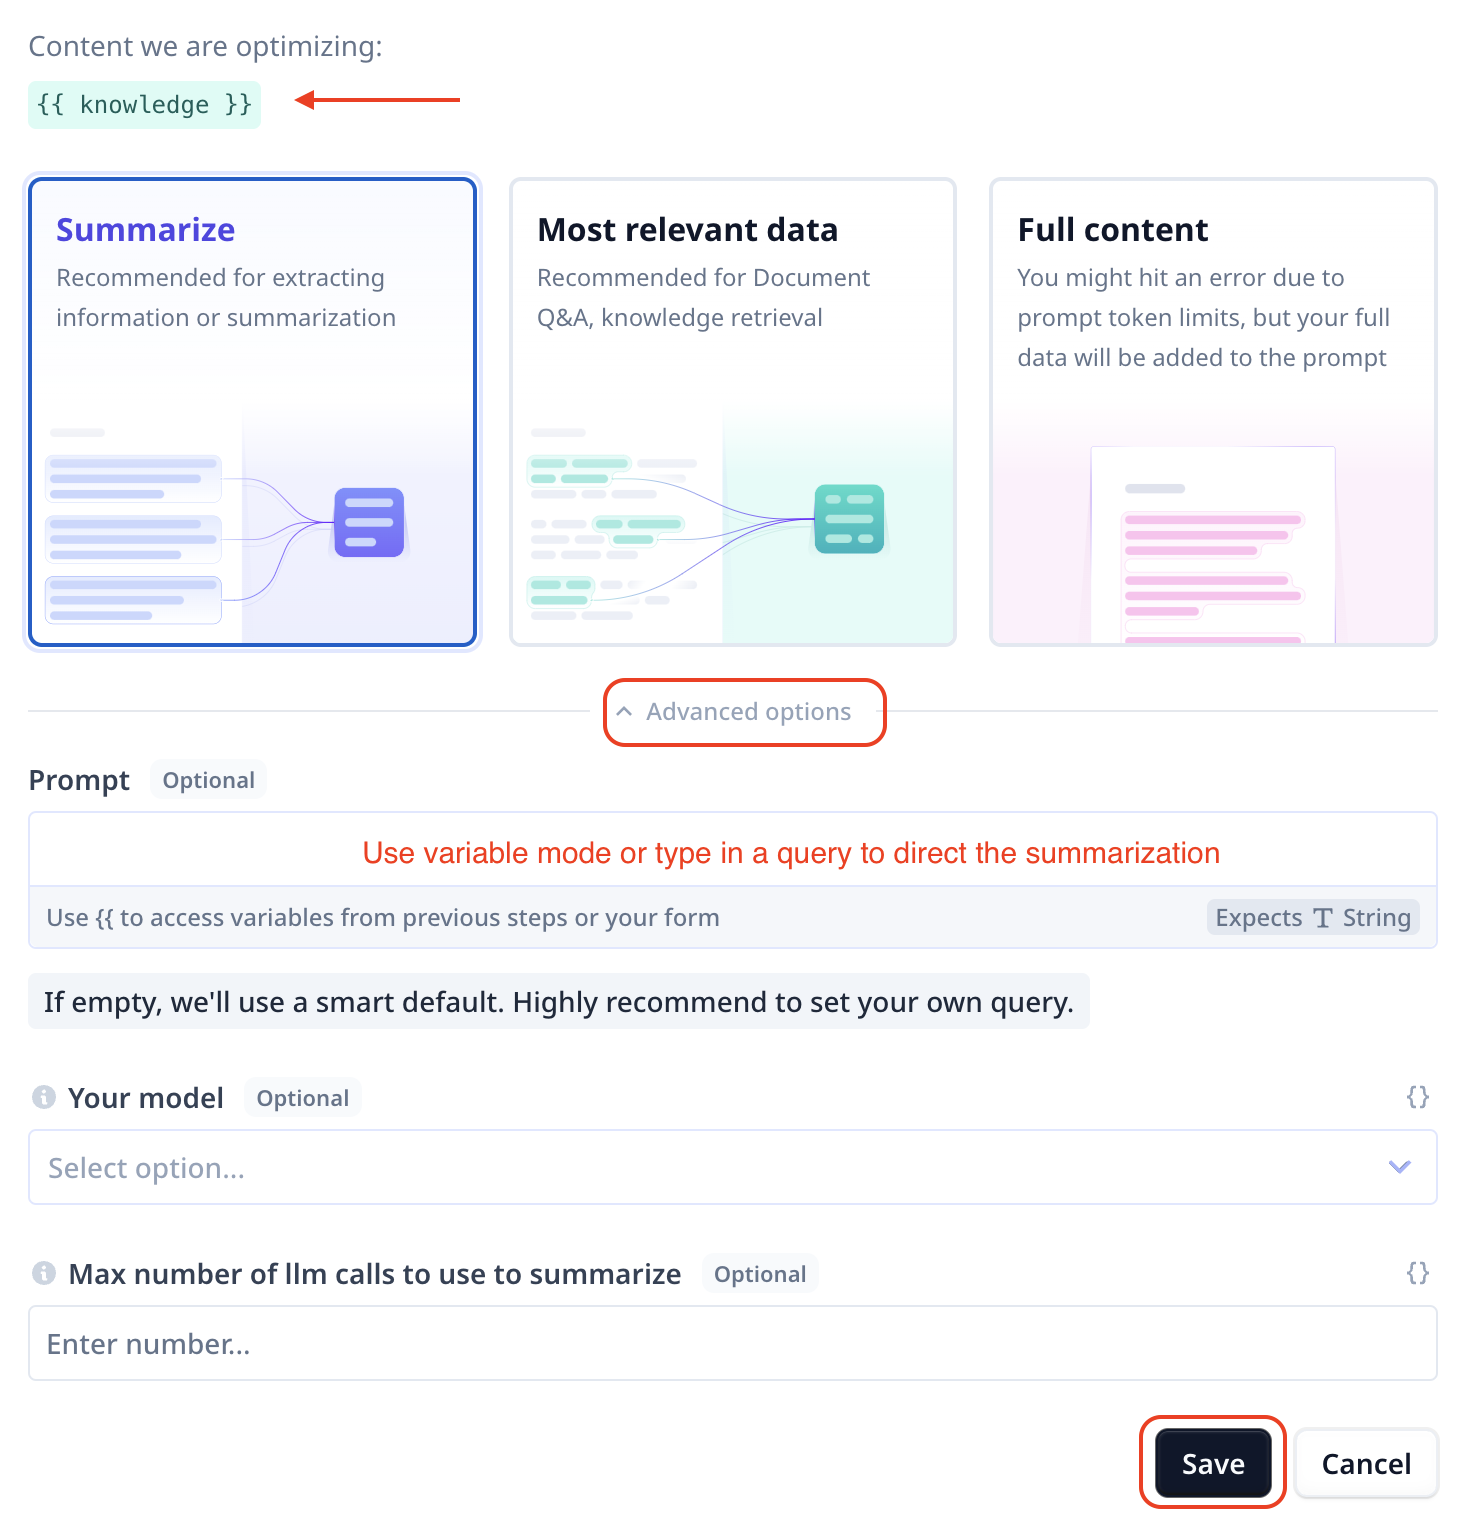 Content we are optimizing:
{{ knowledge }}
Summarize
Recommended for extracting
information or summarization
Most relevant data
Recommended for Document
Q&A, knowledge retrieval
Full content
You might hit an error due to
prompt token limits, but your full
data will be added to the prompt
Advanced options
Prompt Optional
Use variable mode or type in a query to direct the summarization
Use {{ to access variables from previous steps or your form Expects T String
If empty, we'll use a smart default. Highly recommend to set your own query.
Your model Optional {}
Select option...
Max number of llm calls to use to summarize Optional {}
Enter number...
Save Cancel